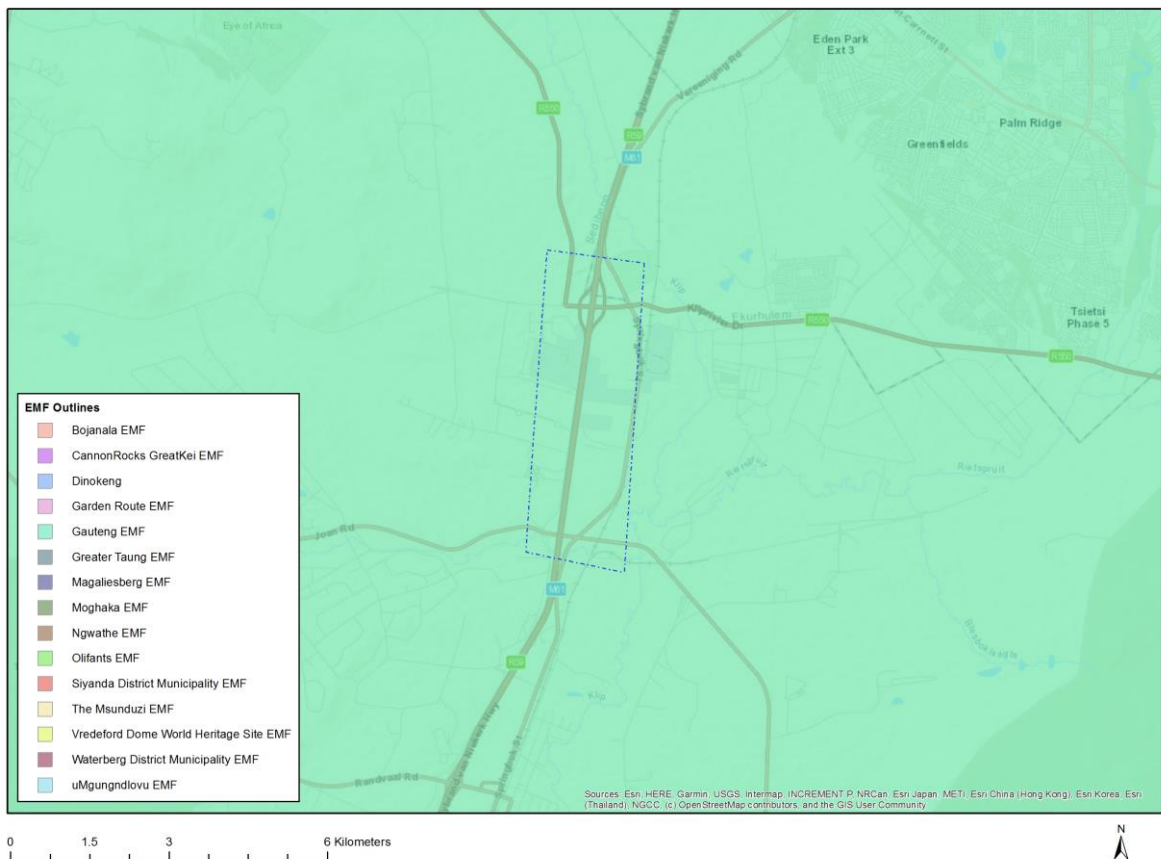 Eye of Africa
Eden Park
Ext 3
Palm Ridge
Greenfields
Vereeniging Rd
R550
R59
M61
Klip
Klipriver Dr
Ekurhuleni
R550
R550
Tsietsi
Phase 5
Rietspruit
Blesbokspruit
M61
R59
Klip
Randvaal Rd
EMF Outlines
Bojanala EMF
CannonRocks GreatKei EMF
Dinokeng
Garden Route EMF
Gauteng EMF
Greater Taung EMF
Magaliesberg EMF
Moghaka EMF
Ngwathe EMF
Olifants EMF
Siyanda District Municipality EMF
The Msunduzi EMF
Vredeford Dome World Heritage Site EMF
Waterberg District Municipality EMF
uMgungndlovu EMF
Sources: Esri, HERE, Garmin, USGS, Intermap, INCREMENT P, NRCan, Esri Japan, METI, Esri China (Hong Kong), Esri Korea, Esri
(Thailand), NGCC, (c) OpenStreetMap contributors, and the GIS User Community
0 1.5 3 6 Kilometers
N